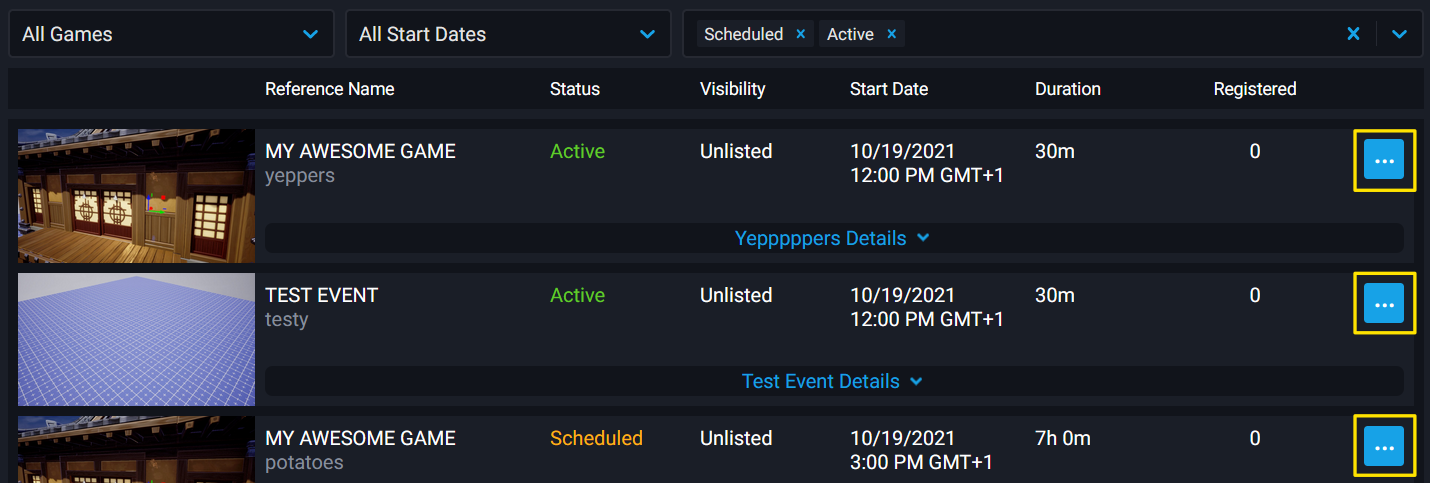 All Games
All Start Dates
Scheduled × Active ×
Reference Name Status Visibility Start Date Duration Registered
MY AWESOME GAME Active Unlisted 10/19/2021 30m 0 ...
yeppers 12:00 PM GMT+1
Yepppppers Details
TEST EVENT Active Unlisted 10/19/2021 30m 0 ...
testy 12:00 PM GMT+1
Test Event Details
MY AWESOME GAME Scheduled Unlisted 10/19/2021 7h 0m 0 ...
potatoes 3:00 PM GMT+1